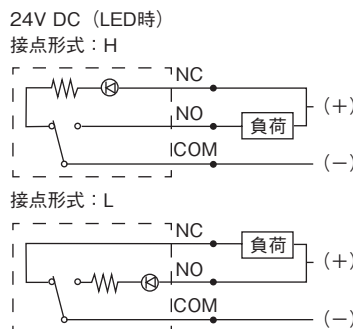 24V DC（LED時）
接点形式：H
NC
（＋）
NO
負荷
COM
（－）
接点形式：L
NC
負荷
（＋）
NO
COM
（－）